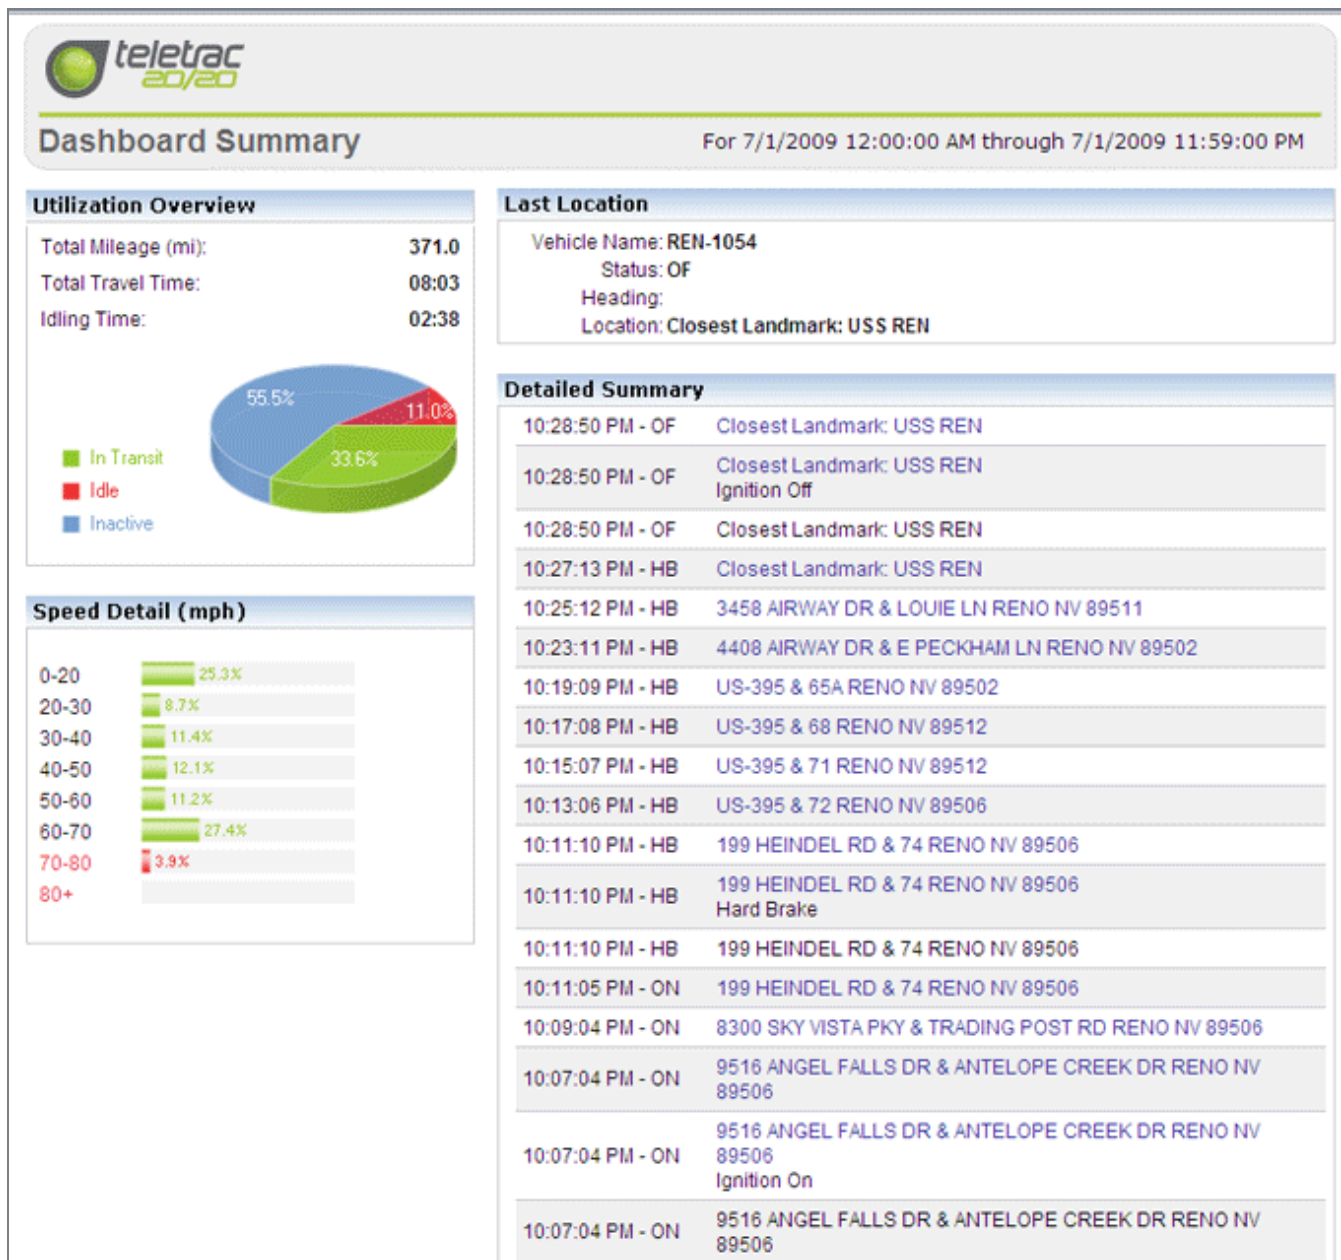 teletrac
20/20
Dashboard Summary
For 7/1/2009 12:00:00 AM through 7/1/2009 11:59:00 PM
Utilization Overview
Total Mileage (mi): 371.0
Total Travel Time: 08:03
Idling Time: 02:38
55.5%
11.0%
33.6%
In Transit
Idle
Inactive
Speed Detail (mph)
0-20 25.3%
20-30 8.7%
30-40 11.4%
40-50 12.1%
50-60 11.2%
60-70 27.4%
70-80 3.9%
80+
Last Location
Vehicle Name: REN-1054
Status: OF
Heading:
Location: Closest Landmark: USS REN
Detailed Summary
10:28:50 PM - OF Closest Landmark: USS REN
10:28:50 PM - OF Closest Landmark: USS REN
Ignition Off
10:28:50 PM - OF Closest Landmark: USS REN
10:27:13 PM - HB Closest Landmark: USS REN
10:25:12 PM - HB 3458 AIRWAY DR & LOUIE LN RENO NV 89511
10:23:11 PM - HB 4408 AIRWAY DR & E PECKHAM LN RENO NV 89502
10:19:09 PM - HB US-395 & 65A RENO NV 89502
10:17:08 PM - HB US-395 & 68 RENO NV 89512
10:15:07 PM - HB US-395 & 71 RENO NV 89512
10:13:06 PM - HB US-395 & 72 RENO NV 89506
10:11:10 PM - HB 199 HEINDEL RD & 74 RENO NV 89506
10:11:10 PM - HB 199 HEINDEL RD & 74 RENO NV 89506
Hard Brake
10:11:10 PM - HB 199 HEINDEL RD & 74 RENO NV 89506
10:11:05 PM - ON 199 HEINDEL RD & 74 RENO NV 89506
10:09:04 PM - ON 8300 SKY VISTA PKY & TRADING POST RD RENO NV 89506
10:07:04 PM - ON 9516 ANGEL FALLS DR & ANTELOPE CREEK DR RENO NV
89506
10:07:04 PM - ON 9516 ANGEL FALLS DR & ANTELOPE CREEK DR RENO NV
89506
Ignition On
10:07:04 PM - ON 9516 ANGEL FALLS DR & ANTELOPE CREEK DR RENO NV
89506